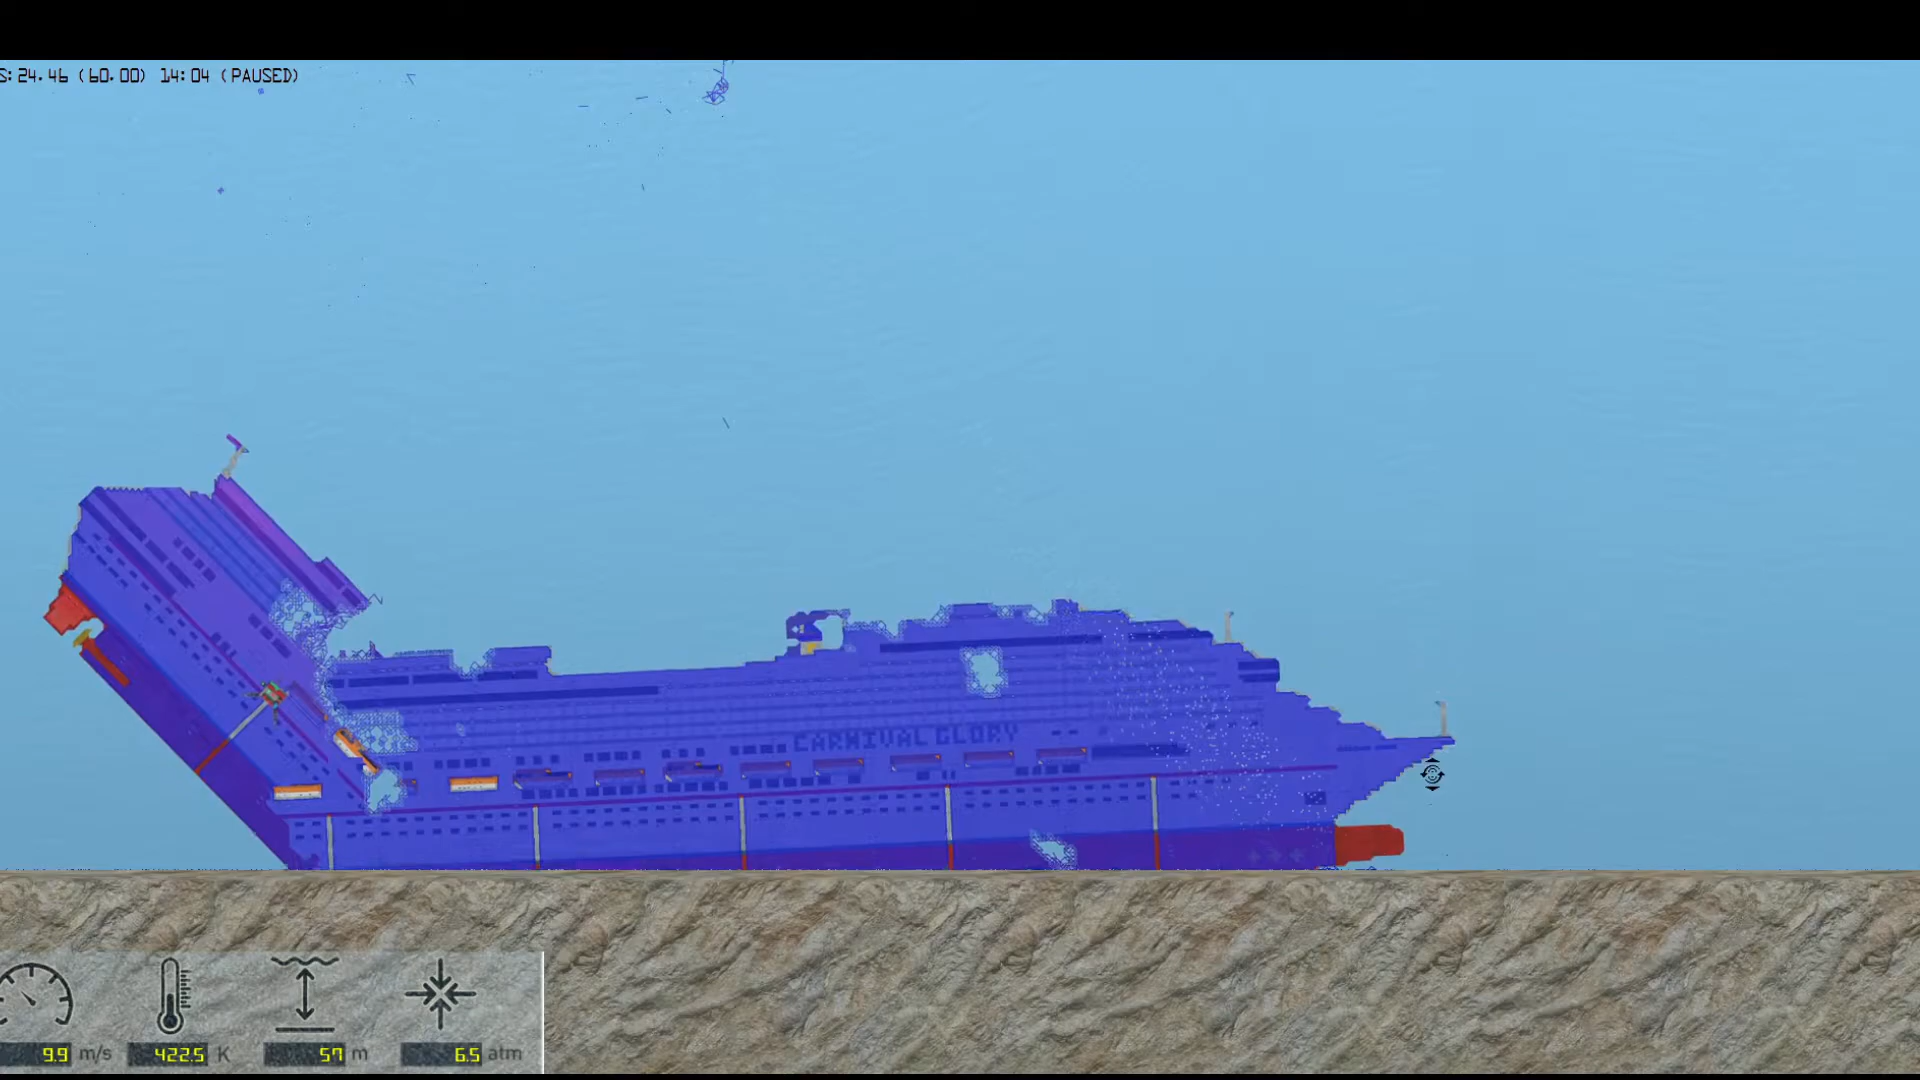 S:24.46 (60.00) 14:04 (PAUSED)
CARNIVAL GLORY
9.9 m/s 422.5 K 57 m 6.5 atm